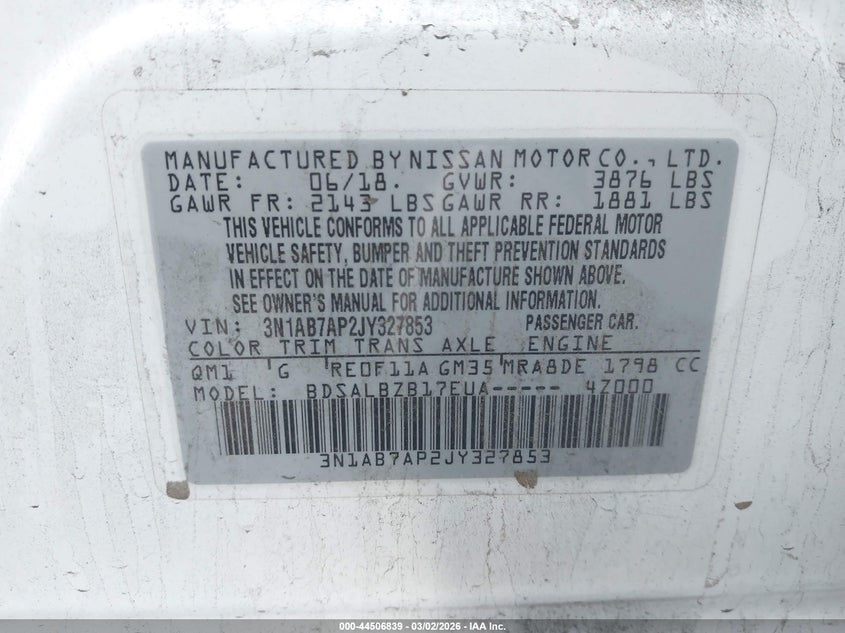 MANUFACTURED BY NISSAN MOTOR CO., LTD.
DATE: 06/18. GVWR: 3876 LBS
GAWR FR: 2143 LBS GAWR RR: 1881 LBS
THIS VEHICLE CONFORMS TO ALL APPLICABLE FEDERAL MOTOR
VEHICLE SAFETY, BUMPER AND THEFT PREVENTION STANDARDS
IN EFFECT ON THE DATE OF MANUFACTURE SHOWN ABOVE.
SEE OWNER'S MANUAL FOR ADDITIONAL INFORMATION.
VIN: 3N1AB7AP2JY327853 PASSENGER CAR.
COLOR TRIM TRANS AXLE ENGINE
QM1 G RE0F11A GM35 MRA8DE 1798 CC
MODEL: BDSALBZB17EUA----- 4Z000
3N1AB7AP2JY327853
000-44506839 - 03/02/2026 - IAA Inc.